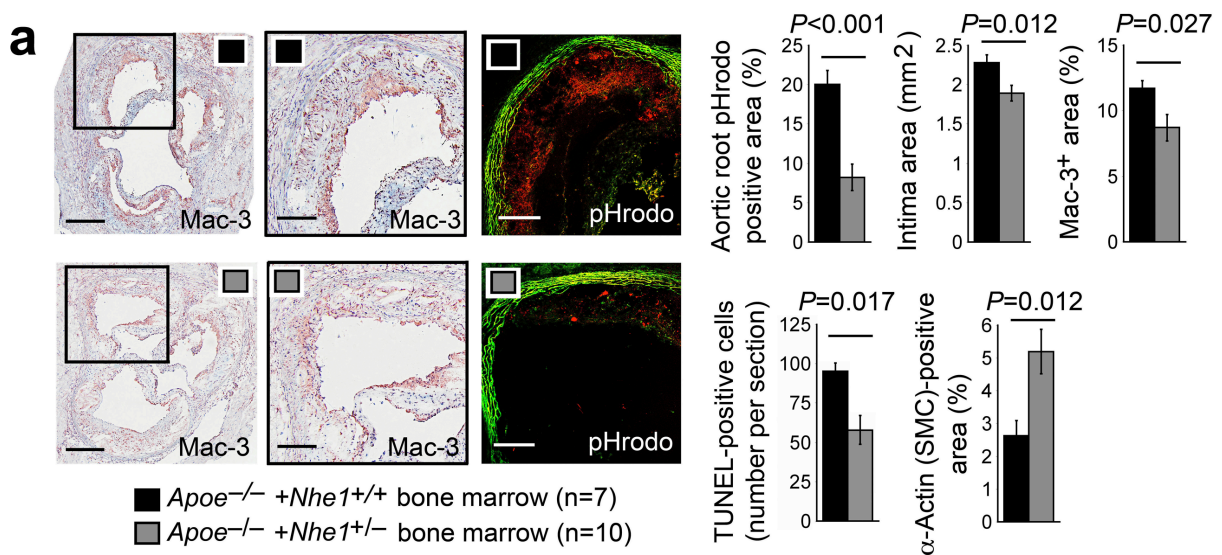 a
Mac-3
Mac-3
pHrodo
Mac-3
Mac-3
pHrodo
Apoe–/– +Nhe1+/+ bone marrow (n=7)
Apoe–/– +Nhe1+/– bone marrow (n=10)
P<0.001
Aortic root pHrodo
positive area (%)
25
20
15
10
5
0
P=0.012
Intima area (mm2)
2.5
2
1.5
1
0.5
0
P=0.027
Mac-3+ area (%)
15
10
5
0
P=0.017
TUNEL-positive cells
(number per section)
125
100
75
50
25
0
P=0.012
α-Actin (SMC)-positive
area (%)
6
5
4
3
2
1
0